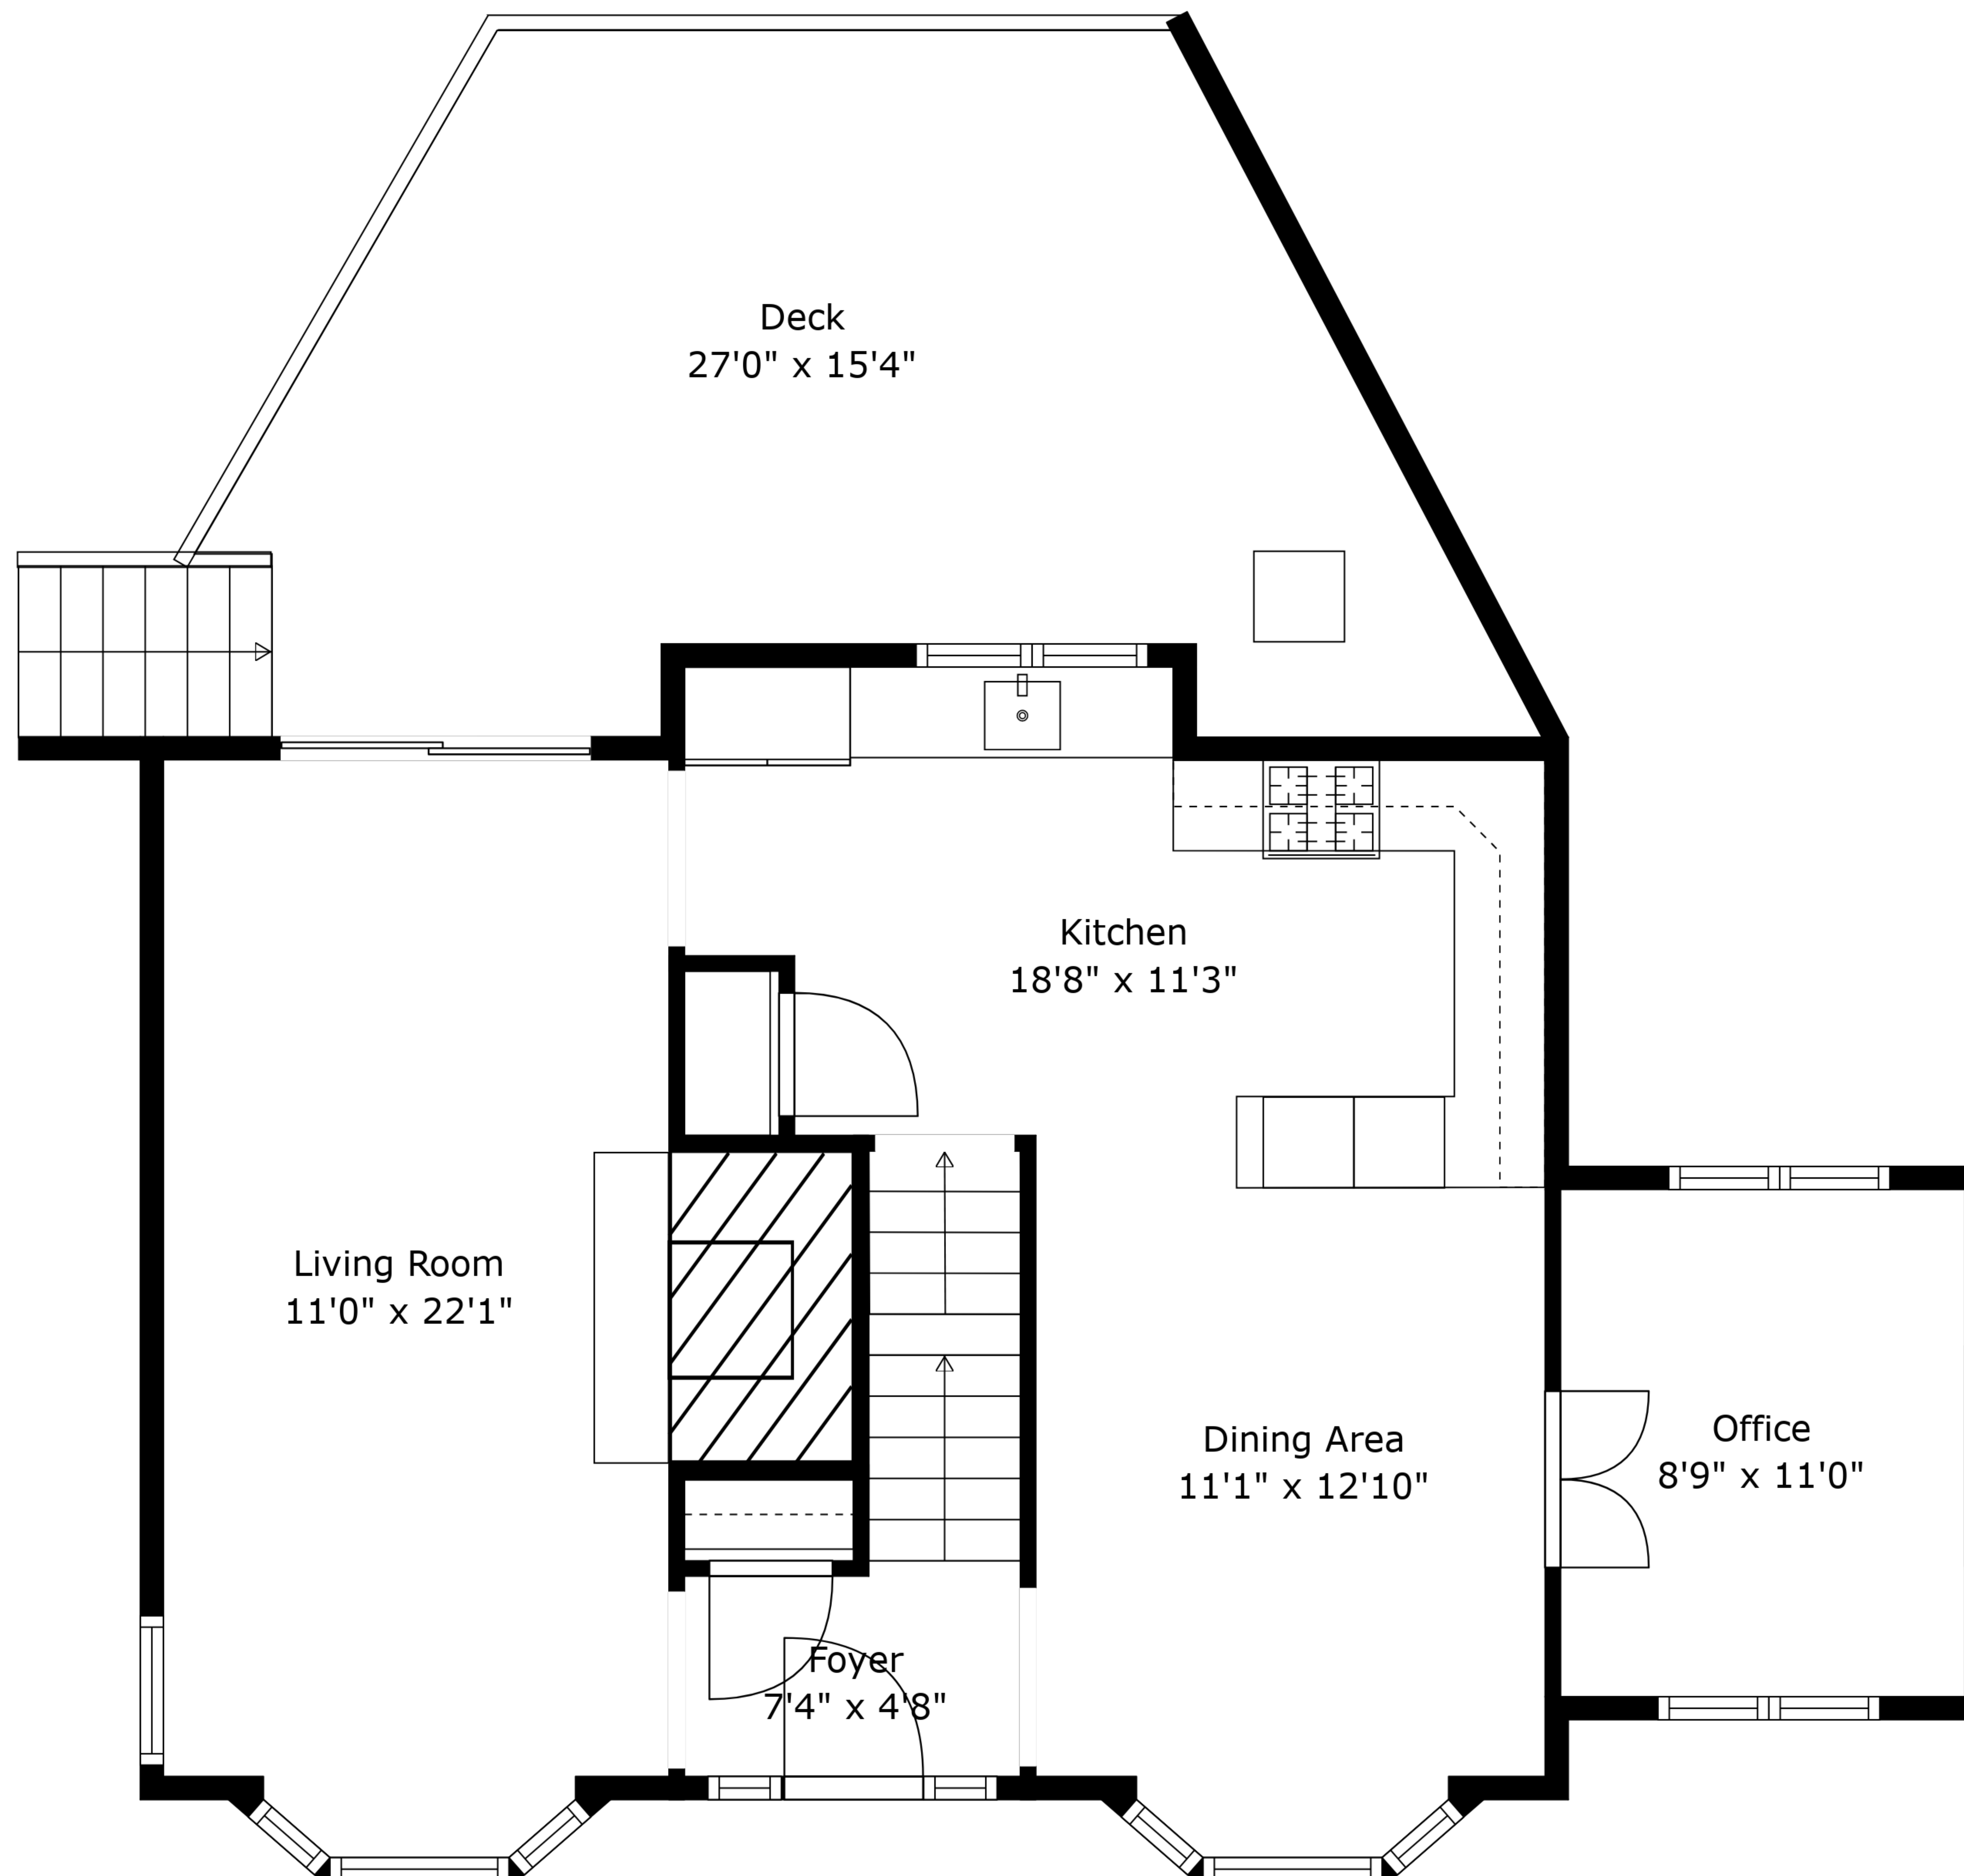 Deck
27'0" x 15'4"
Kitchen
18'8" x 11'3"
Living Room
11'0" x 22'1"
Dining Area
11'1" x 12'10"
Office
8'9" x 11'0"
Foyer
7'4" x 4'8"